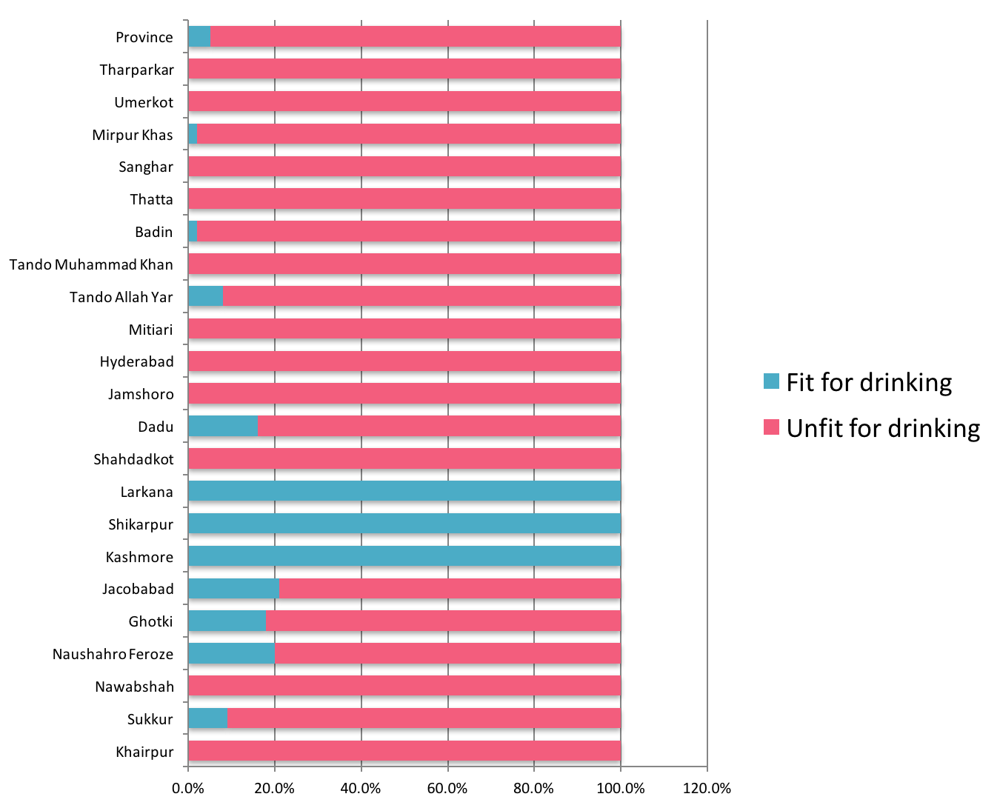 Province
Tharparkar
Umerkot
Mirpur Khas
Sanghar
Thatta
Badin
Tando Muhammad Khan
Tando Allah Yar
Mitiari
Hyderabad
Jamshoro
Dadu
Shahdadkot
Larkana
Shikarpur
Kashmore
Jacobabad
Ghotki
Naushahro Feroze
Nawabshah
Sukkur
Khairpur
0.0% 20.0% 40.0% 60.0% 80.0% 100.0% 120.0%
Fit for drinking
Unfit for drinking